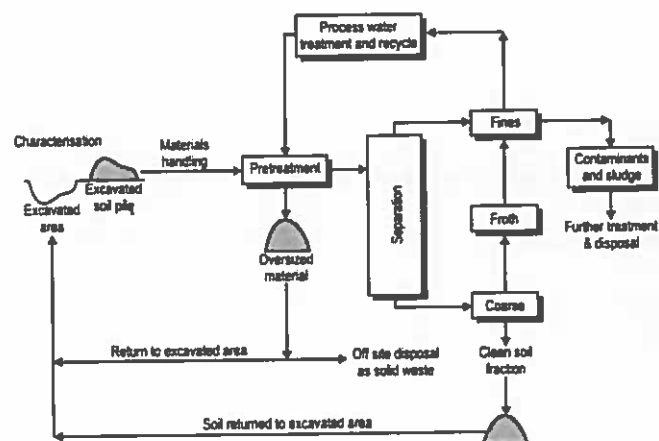 Process water
treatment and recycle
Characterisation
Materials
handling
Fines
Pretreatment
Contaminants
and sludge
Excavated
soil pile
Excavated
area
Separation
Froth
Further treatment
& disposal
Oversized
material
Coarse
Return to excavated area
Off site disposal
as solid waste
Clean soil
fraction
Soil returned to excavated area